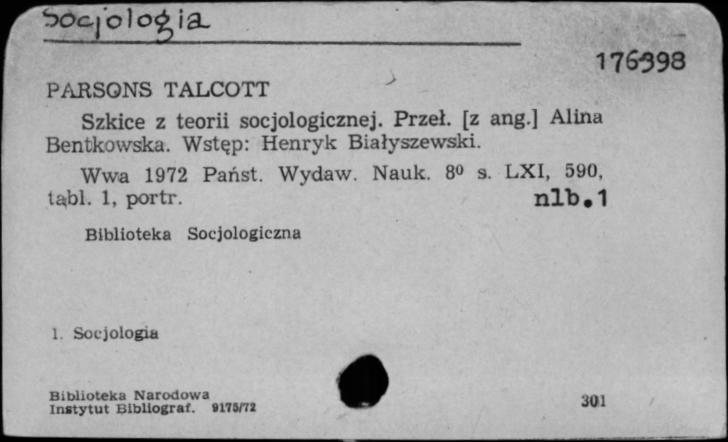 Socjologia
176398
PARSONS TALCOTT
Szkice z teorii socjologicznej. Przeł. [z ang.] Alina
Bentkowska. Wstęp: Henryk Białyszewski.
Wwa 1972 Państ. Wydaw. Nauk. 8⁰ s. LXI, 590,
tabl. 1, portr. nlb.1
Biblioteka Socjologiczna
1. Socjologia
Biblioteka Narodowa
Instytut Bibliograf. 9175/72
301